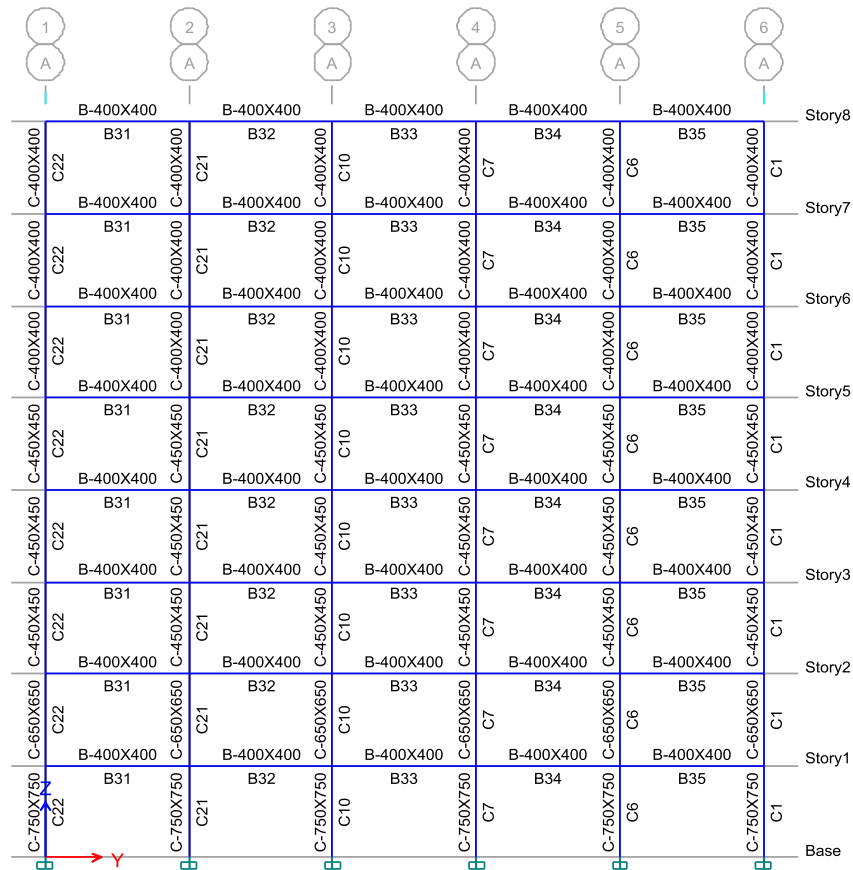 1 2 3 4 5 6
A A A A A A
B-400X400 B-400X400 B-400X400 B-400X400 B-400X400
Story8
B31 B32 B33 B34 B35
C-400X400 C22 C-400X400 C21 C-400X400 C10 C-400X400 C7 C-400X400 C6 C-400X400 C1
B-400X400 B-400X400 B-400X400 B-400X400 B-400X400
Story7
B31 B32 B33 B34 B35
C-400X400 C22 C-400X400 C21 C-400X400 C10 C-400X400 C7 C-400X400 C6 C-400X400 C1
B-400X400 B-400X400 B-400X400 B-400X400 B-400X400
Story6
B31 B32 B33 B34 B35
C-400X400 C22 C-400X400 C21 C-400X400 C10 C-400X400 C7 C-400X400 C6 C-400X400 C1
B-400X400 B-400X400 B-400X400 B-400X400 B-400X400
Story5
B31 B32 B33 B34 B35
C-450X450 C22 C-450X450 C21 C-450X450 C10 C-450X450 C7 C-450X450 C6 C-450X450 C1
B-400X400 B-400X400 B-400X400 B-400X400 B-400X400
Story4
B31 B32 B33 B34 B35
C-450X450 C22 C-450X450 C21 C-450X450 C10 C-450X450 C7 C-450X450 C6 C-450X450 C1
B-400X400 B-400X400 B-400X400 B-400X400 B-400X400
Story3
B31 B32 B33 B34 B35
C-450X450 C22 C-450X450 C21 C-450X450 C10 C-450X450 C7 C-450X450 C6 C-450X450 C1
B-400X400 B-400X400 B-400X400 B-400X400 B-400X400
Story2
B31 B32 B33 B34 B35
C-650X650 C22 C-650X650 C21 C-650X650 C10 C-650X650 C7 C-650X650 C6 C-650X650 C1
B-400X400 B-400X400 B-400X400 B-400X400 B-400X400
Story1
B31 B32 B33 B34 B35
C-750X750 C22 C-750X750 C21 C-750X750 C10 C-750X750 C7 C-750X750 C6 C-750X750 C1
Z
Base
Y